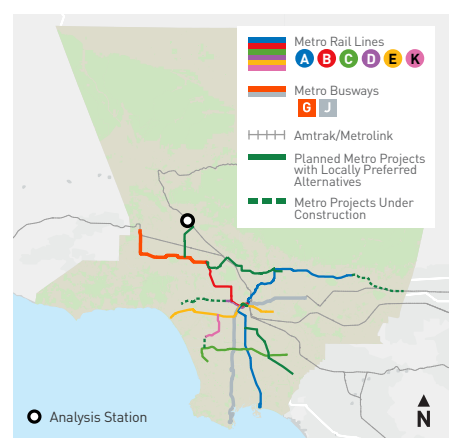 Metro Rail Lines
A B C D E K
Metro Busways
G J
Amtrak/Metrolink
Planned Metro Projects
with Locally Preferred
Alternatives
Metro Projects Under
Construction
Analysis Station
N